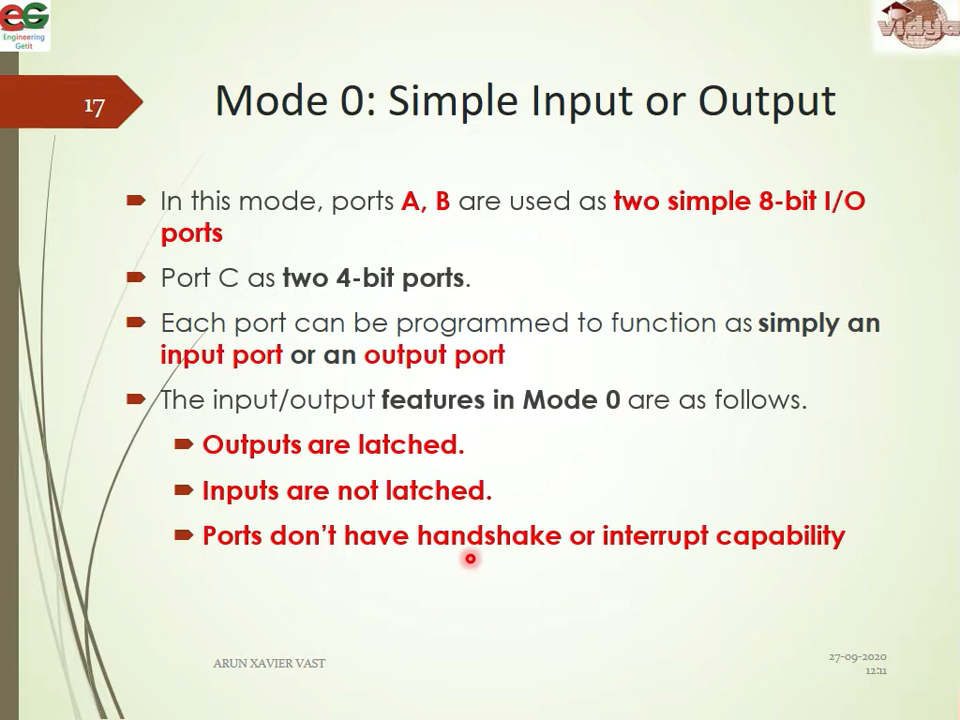 EG
Engineering
Getit
vidya
17
Mode 0: Simple Input or Output
In this mode, ports A, B are used as two simple 8-bit I/O
ports
Port C as two 4-bit ports.
Each port can be programmed to function as simply an
input port or an output port
The input/output features in Mode 0 are as follows.
Outputs are latched.
Inputs are not latched.
Ports don't have handshake or interrupt capability
ARUN XAVIER VAST
27-09-2020
12:11